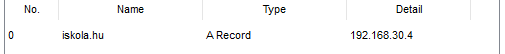 No. Name Type Detail
0 iskola.hu A Record 192.168.30.4